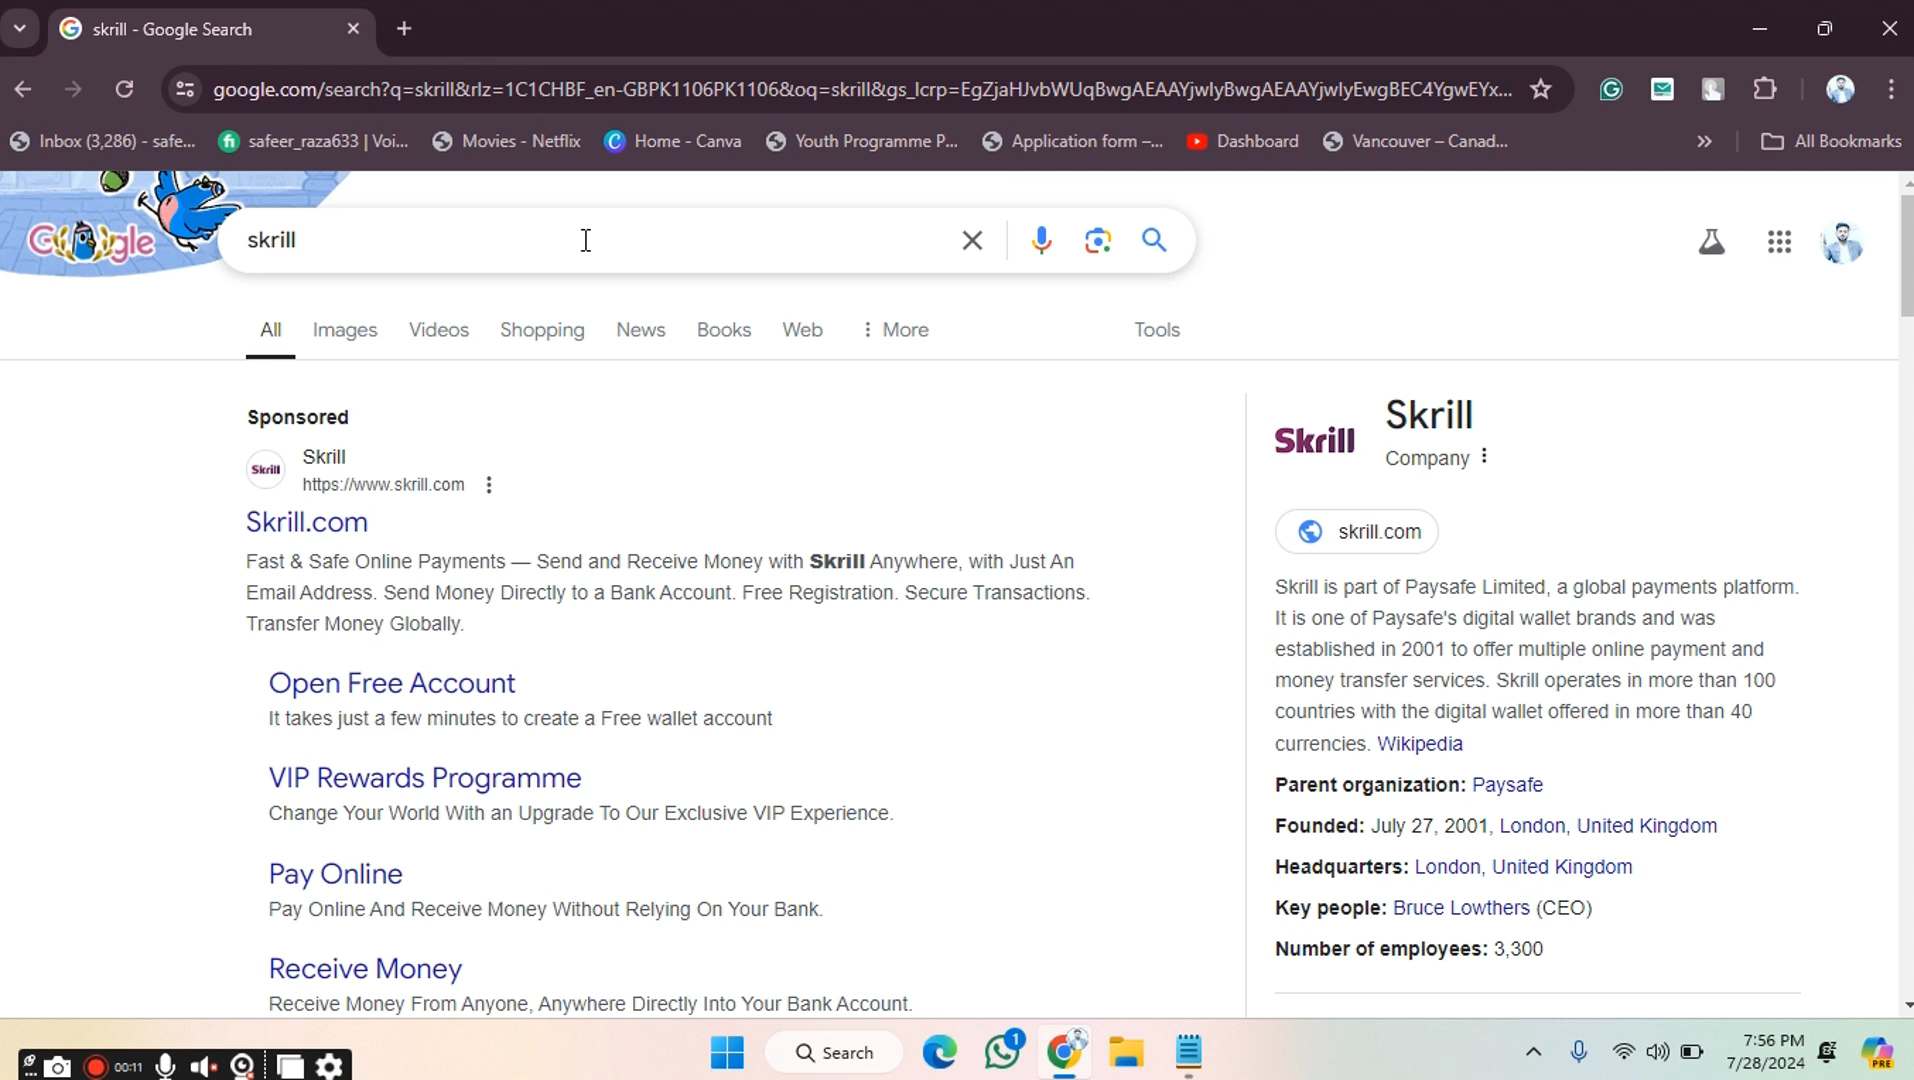 skrill - Google Search
google.com/search?q=skrill&rlz=1C1CHBF_en-GBPK1106PK1106&oq=skrill&gs_lcrp=EgZjaHJvbWUqBwgAEAAYjwIyBwgAEAAYjwIyEwgBEC4YgwEYx...
Inbox (3,286) - safe...
safeer_raza633 | Voi...
Movies - Netflix
Home - Canva
Youth Programme P...
Application form –...
Dashboard
Vancouver – Canad...
All Bookmarks
Google
skrill
All
Images
Videos
Shopping
News
Books
Web
More
Tools
Sponsored
Skrill
Skrill
https://www.skrill.com
Skrill.com
Fast & Safe Online Payments — Send and Receive Money with Skrill Anywhere, with Just An
Email Address. Send Money Directly to a Bank Account. Free Registration. Secure Transactions.
Transfer Money Globally.
Open Free Account
It takes just a few minutes to create a Free wallet account
VIP Rewards Programme
Change Your World With an Upgrade To Our Exclusive VIP Experience.
Pay Online
Pay Online And Receive Money Without Relying On Your Bank.
Receive Money
Receive Money From Anyone, Anywhere Directly Into Your Bank Account.
Skrill
Skrill
Company
skrill.com
Skrill is part of Paysafe Limited, a global payments platform.
It is one of Paysafe's digital wallet brands and was
established in 2001 to offer multiple online payment and
money transfer services. Skrill operates in more than 100
countries with the digital wallet offered in more than 40
currencies. Wikipedia
Parent organization: Paysafe
Founded: July 27, 2001, London, United Kingdom
Headquarters: London, United Kingdom
Key people: Bruce Lowthers (CEO)
Number of employees: 3,300
00:11
Search
1
7:56 PM
7/28/2024
PRE